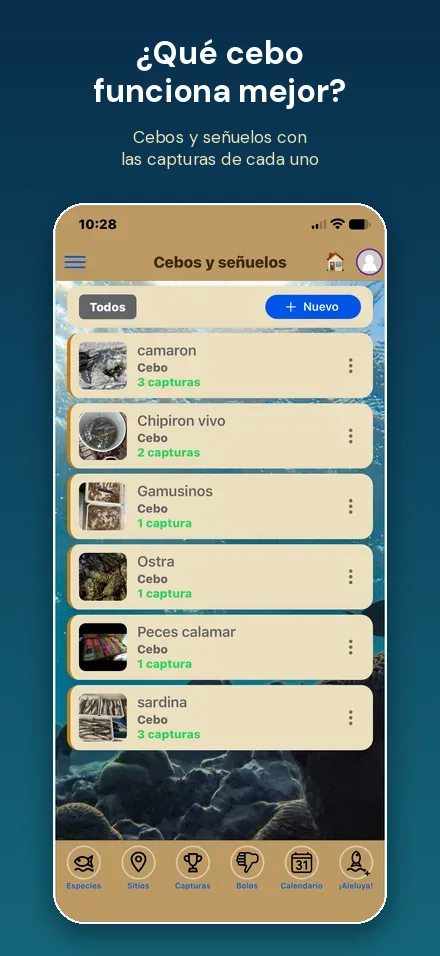 ¿Qué cebo
funciona mejor?
Cebos y señuelos con
las capturas de cada uno
10:28
Cebos y señuelos
Todos
+ Nuevo
camaron
Cebo
3 capturas
Chipiron vivo
Cebo
2 capturas
Gamusinos
Cebo
1 captura
Ostra
Cebo
1 captura
Peces calamar
Cebo
1 captura
sardina
Cebo
3 capturas
31
Especies
Sitios
Capturas
Bolos
Calendario
¡Aleluya!